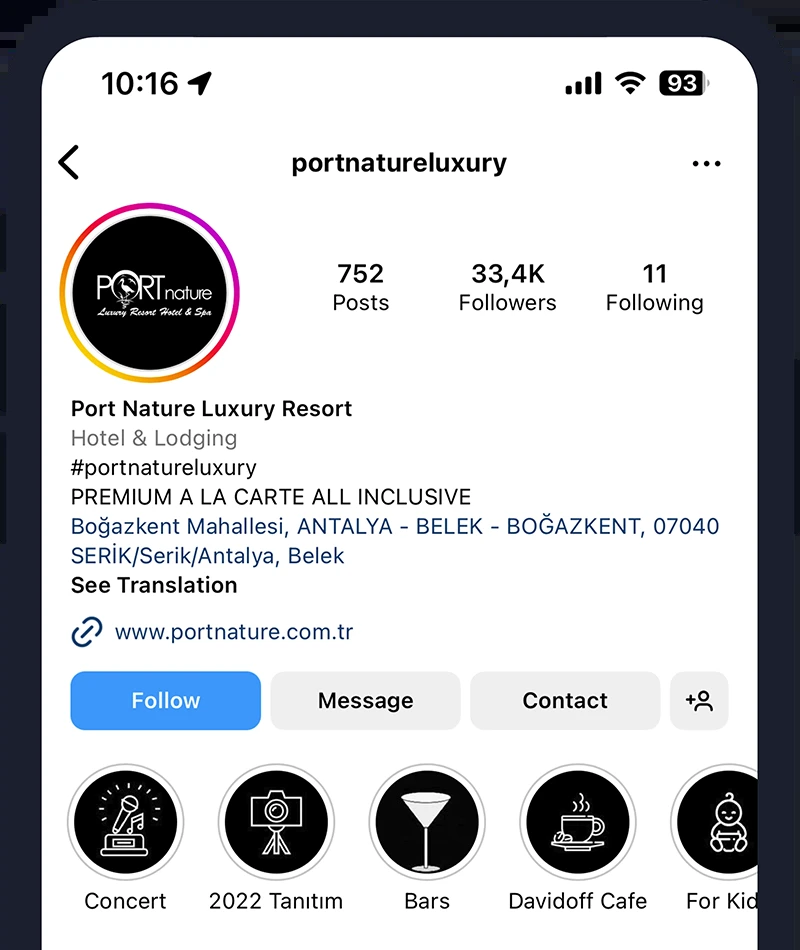 10:16
93
portnatureluxury
PORT nature
Luxury Resort Hotel & Spa
752
Posts
33,4K
Followers
11
Following
Port Nature Luxury Resort
Hotel & Lodging
#portnatureluxury
PREMIUM A LA CARTE ALL INCLUSIVE
Boğazkent Mahallesi, ANTALYA - BELEK - BOĞAZKENT, 07040
SERİK/Serik/Antalya, Belek
See Translation
www.portnature.com.tr
Follow
Message
Contact
Concert
2022 Tanıtım
Bars
Davidoff Cafe
For Kid